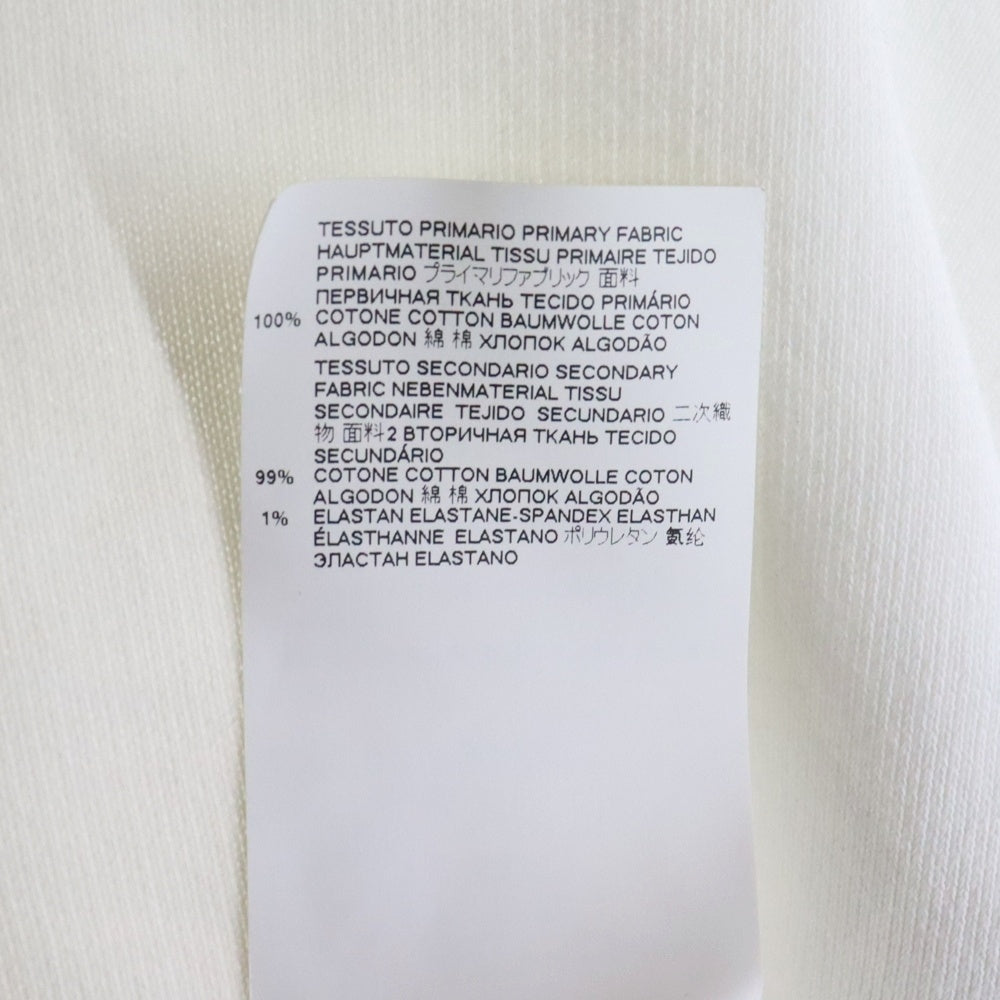 TESSUTO PRIMARIO PRIMARY FABRIC
HAUPTMATERIAL TISSU PRIMAIRE TEJIDO
PRIMARIO プライマリファブリック 面料
ПЕРВИЧНАЯ ТКАНЬ TECIDO PRIMÁRIO
100% COTONE COTTON BAUMWOLLE COTON
ALGODON 綿 棉 ХЛОПОК ALGODÃO
TESSUTO SECONDARIO SECONDARY
FABRIC NEBENMATERIAL TISSU
SECONDAIRE TEJIDO SECUNDARIO 二次織
物 面料2 ВТОРИЧНАЯ ТКАНЬ TECIDO
SECUNDÁRIO
99% COTONE COTTON BAUMWOLLE COTON
ALGODON 綿 棉 ХЛОПОК ALGODÃO
1% ELASTAN ELASTANE-SPANDEX ELASTHAN
ÉLASTHANNE ELASTANO ポリウレタン 氨纶
ЭЛАСТАН ELASTANO